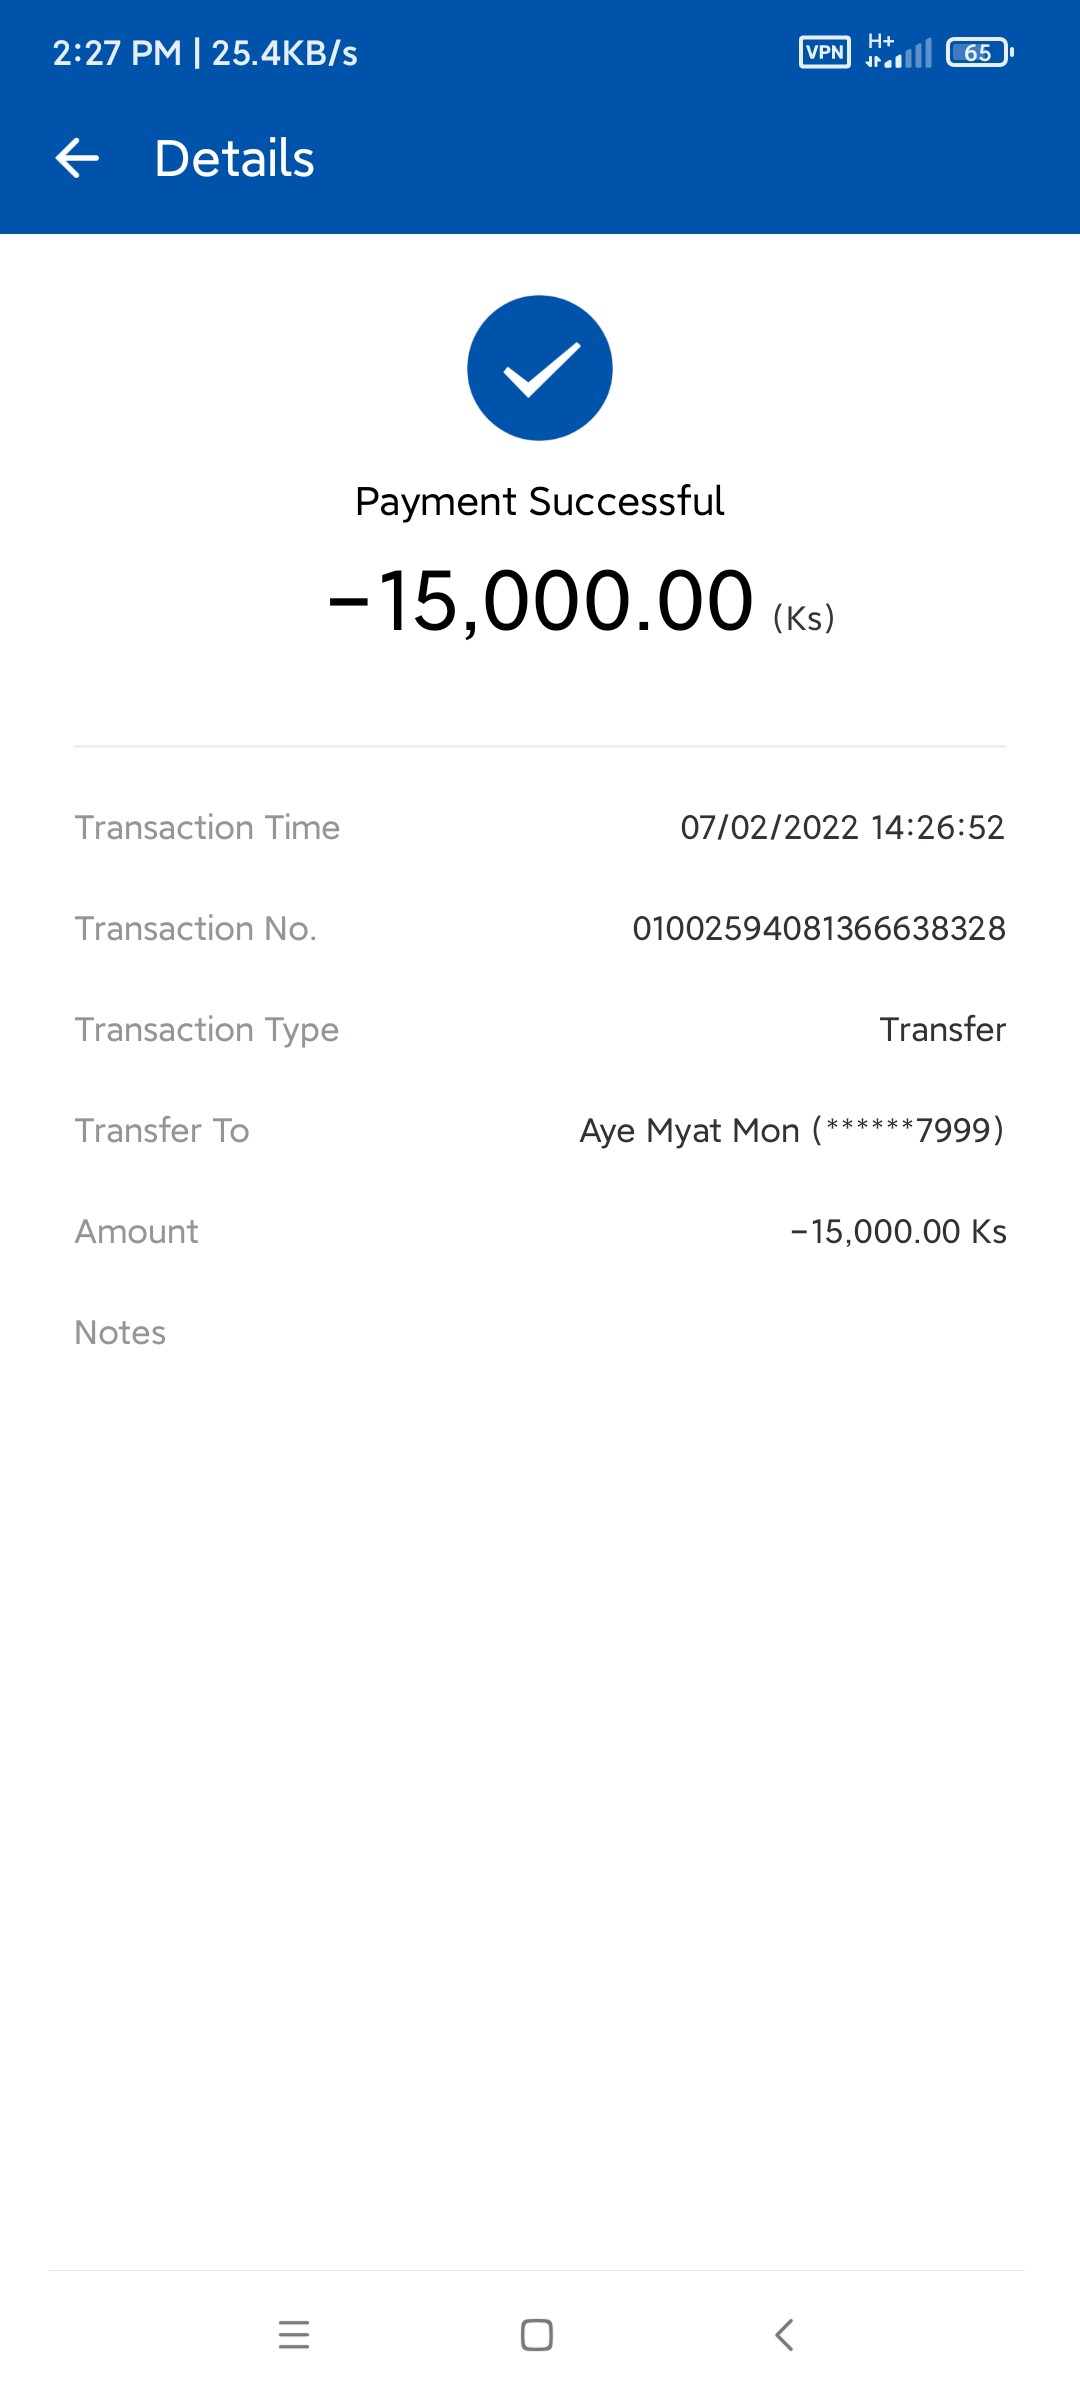 2:27 PM | 25.4KB/s VPN H+ 65
Details
Payment Successful
-15,000.00 (Ks)
Transaction Time 07/02/2022 14:26:52
Transaction No. 01002594081366638328
Transaction Type Transfer
Transfer To Aye Myat Mon (******7999)
Amount -15,000.00 Ks
Notes